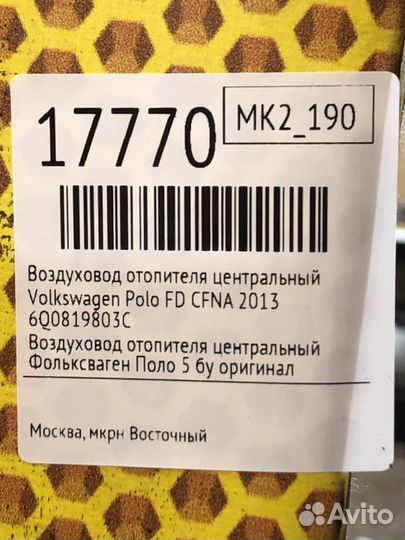 17770
MK2_190
Воздуховод отопителя центральный
Volkswagen Polo FD CFNA 2013
6Q0819803C
Воздуховод отопителя центральный
Фольксваген Поло 5 бу оригинал
Москва, мкрн Восточный
Avito